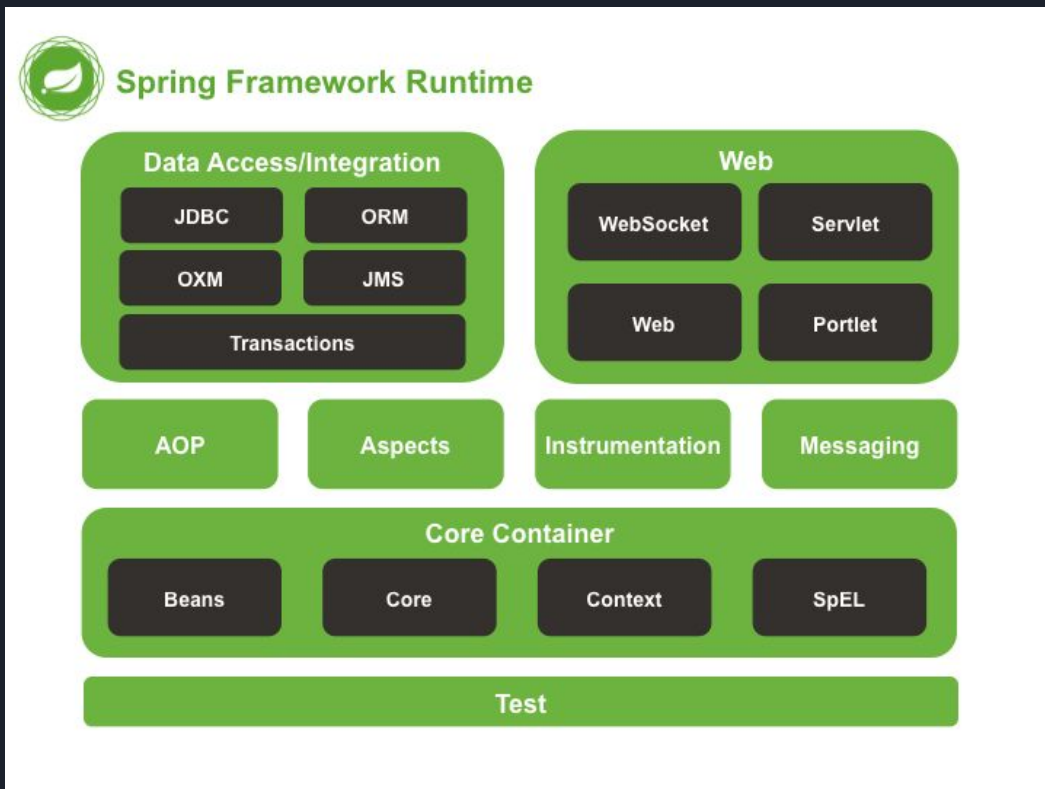 Spring Framework Runtime
Data Access/Integration
JDBC
ORM
OXM
JMS
Transactions
Web
WebSocket
Servlet
Web
Portlet
AOP
Aspects
Instrumentation
Messaging
Core Container
Beans
Core
Context
SpEL
Test